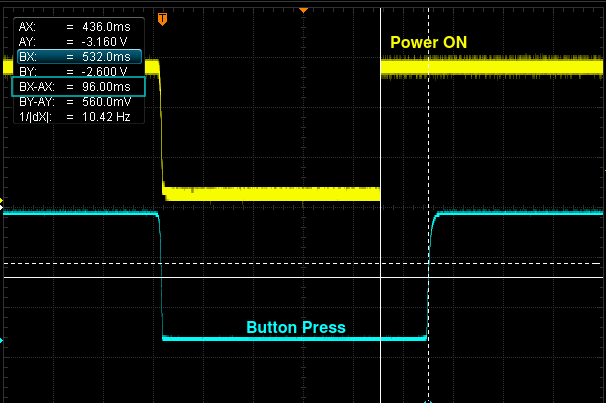 AX: = 436.0ms
AY: = -3.160 V
BX: = 532.0ms
BY: = -2.600 V
BX-AX: = 96.00ms
BY-AY: = 560.0mV
1/|dX|: = 10.42 Hz
T
Power ON
Button Press